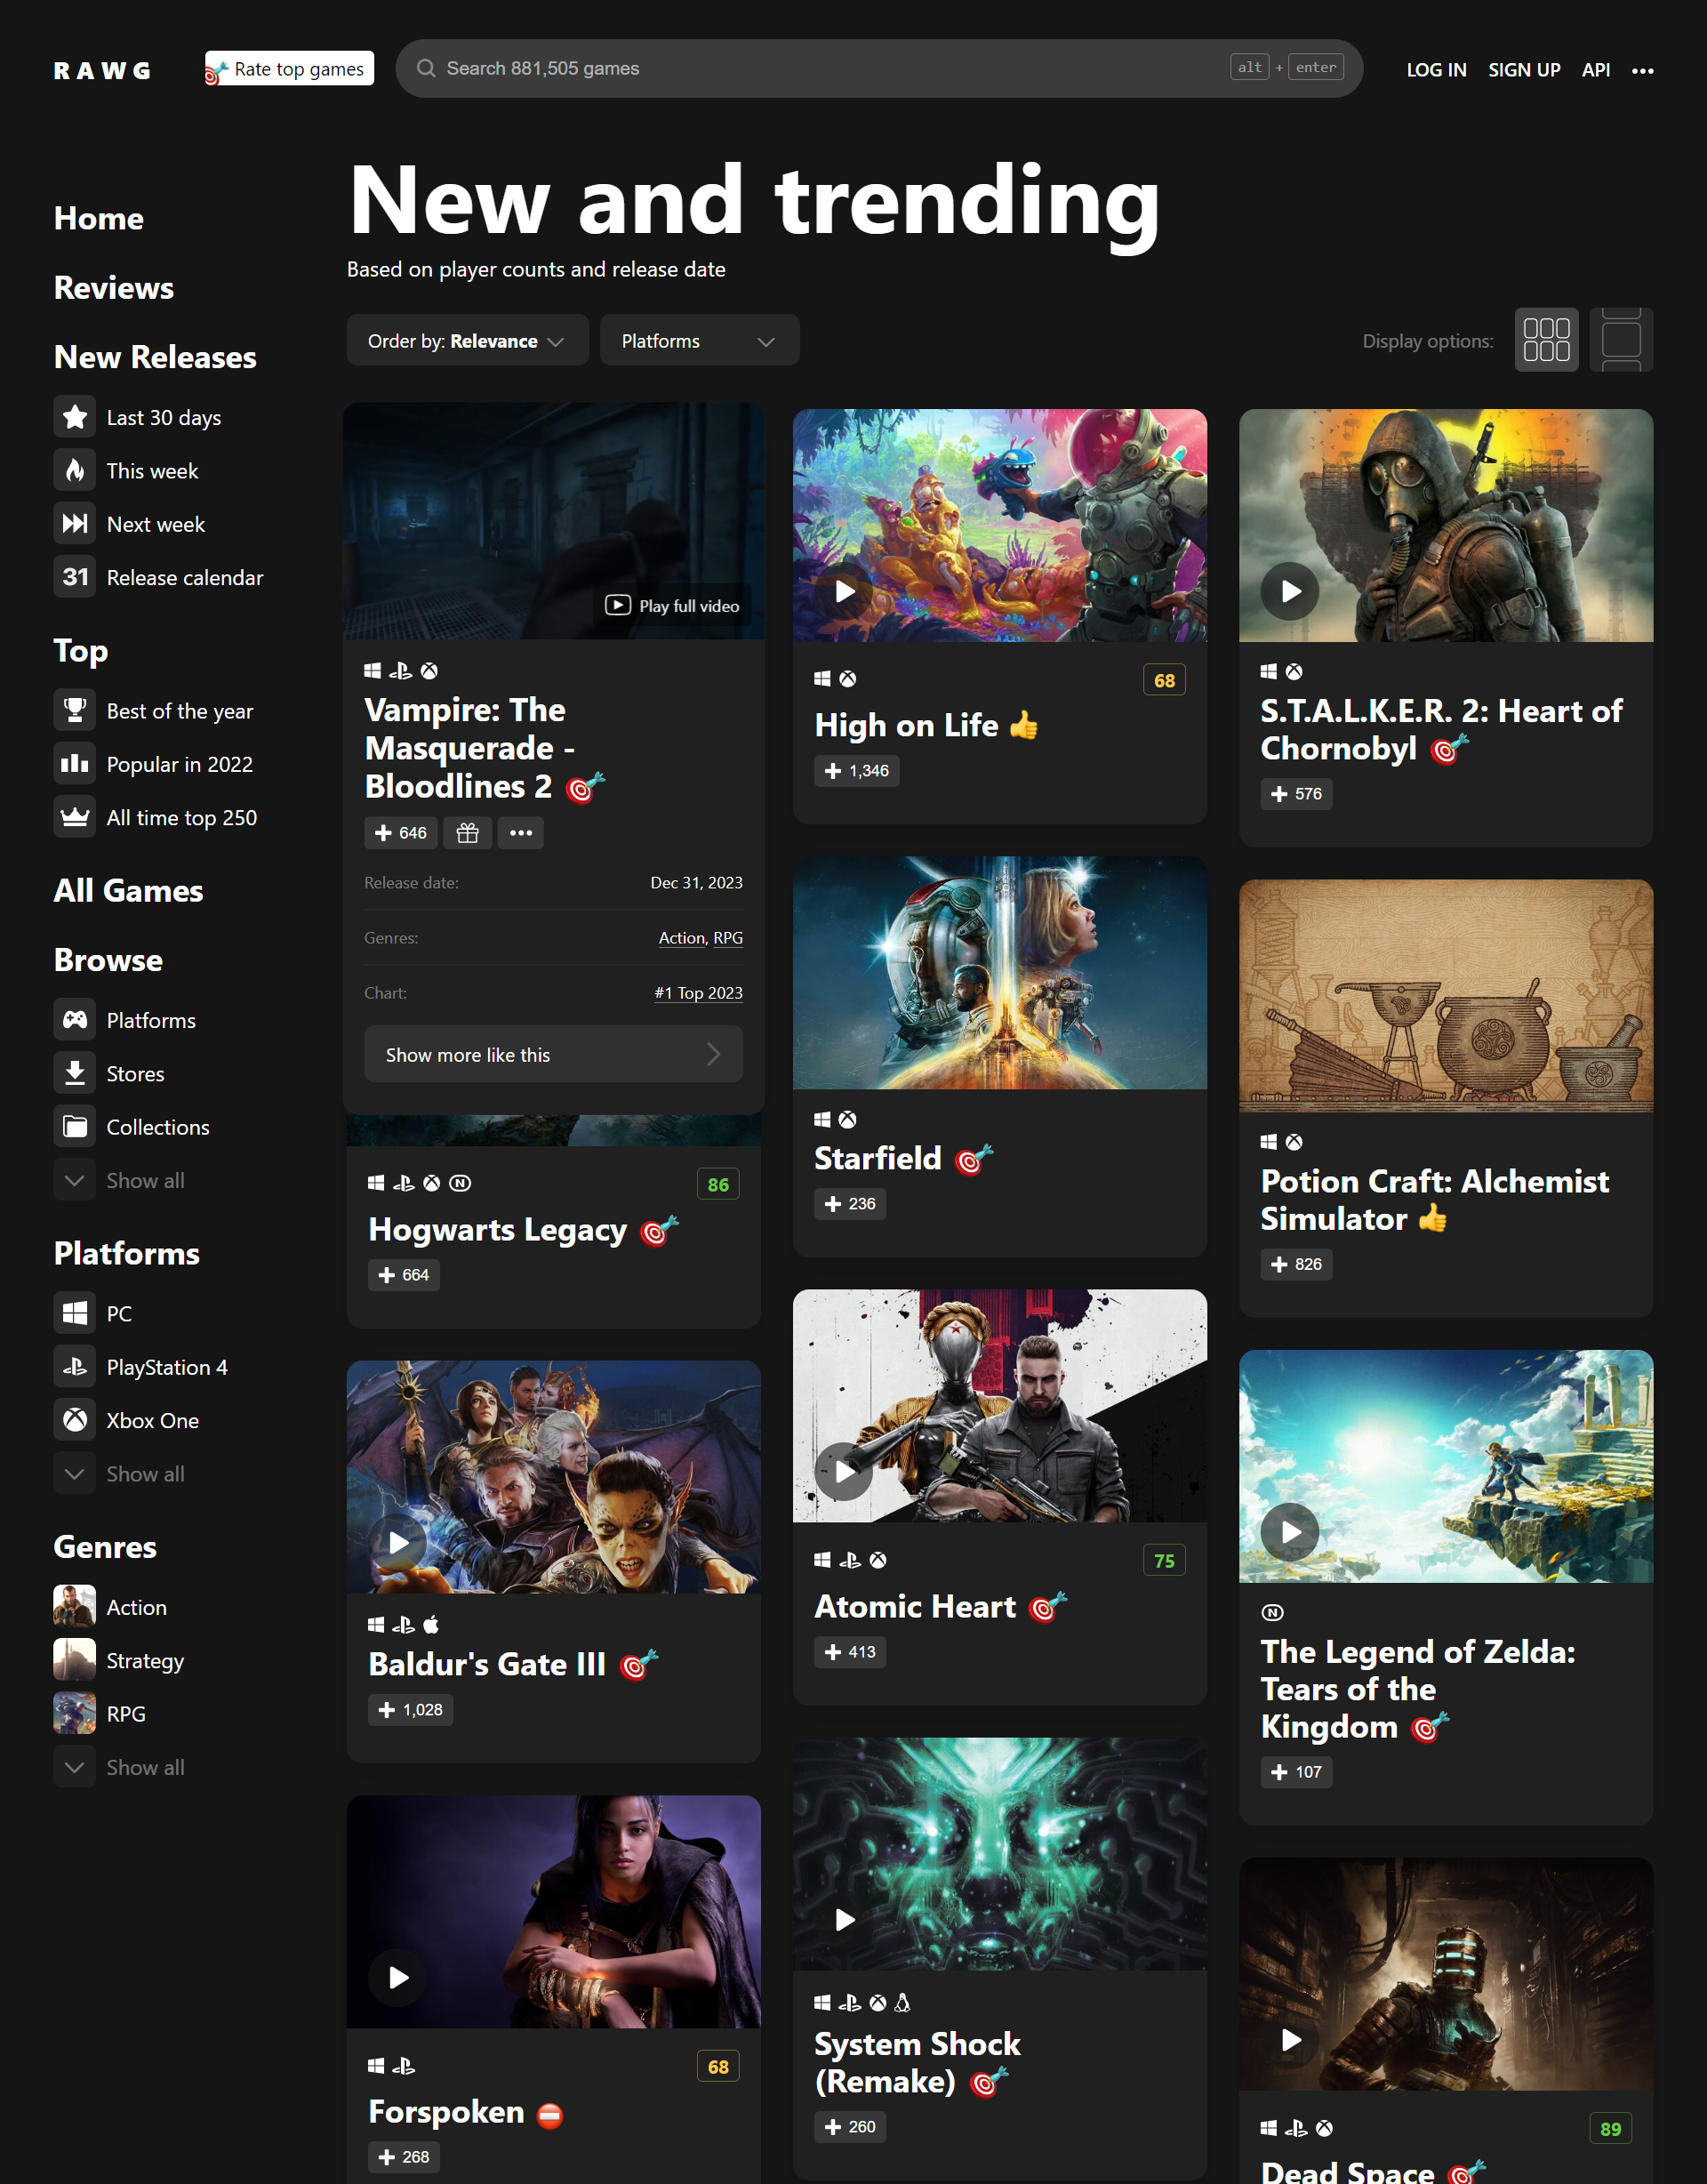 RAWG
Rate top games
Search 881,505 games
alt + enter
LOG IN
SIGN UP
API
Home
Reviews
New Releases
Last 30 days
This week
Next week
31 Release calendar
Top
Best of the year
Popular in 2022
All time top 250
All Games
Browse
Platforms
Stores
Collections
Show all
Platforms
PC
PlayStation 4
Xbox One
Show all
Genres
Action
Strategy
RPG
Show all
New and trending
Based on player counts and release date
Order by: Relevance
Platforms
Display options:
Play full video
Vampire: The
Masquerade -
Bloodlines 2
646
Release date: Dec 31, 2023
Genres: Action, RPG
Chart: #1 Top 2023
Show more like this
86
Hogwarts Legacy
664
Baldur's Gate III
1,028
68
Forspoken
268
68
High on Life
1,346
Starfield
236
75
Atomic Heart
413
System Shock
(Remake)
260
S.T.A.L.K.E.R. 2: Heart of
Chornobyl
576
Potion Craft: Alchemist
Simulator
826
The Legend of Zelda:
Tears of the
Kingdom
107
89
Dead Space